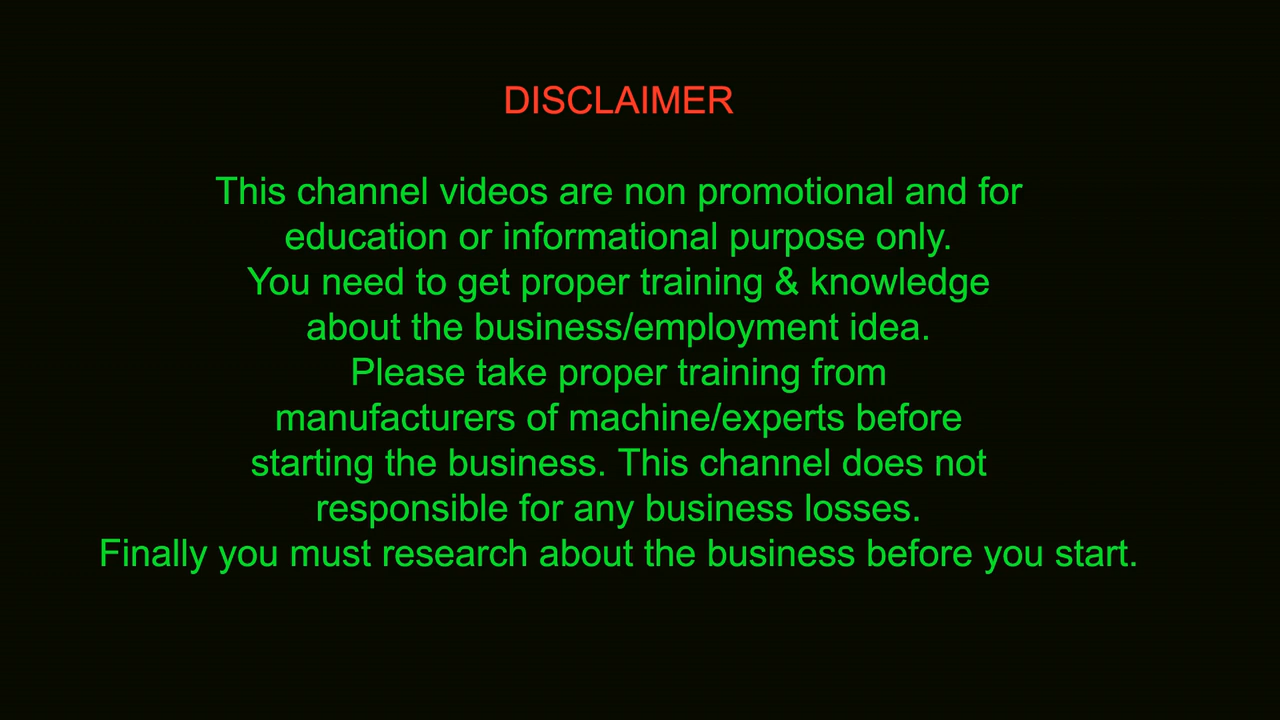 DISCLAIMER
This channel videos are non promotional and for
education or informational purpose only.
You need to get proper training & knowledge
about the business/employment idea.
Please take proper training from
manufacturers of machine/experts before
starting the business. This channel does not
responsible for any business losses.
Finally you must research about the business before you start.